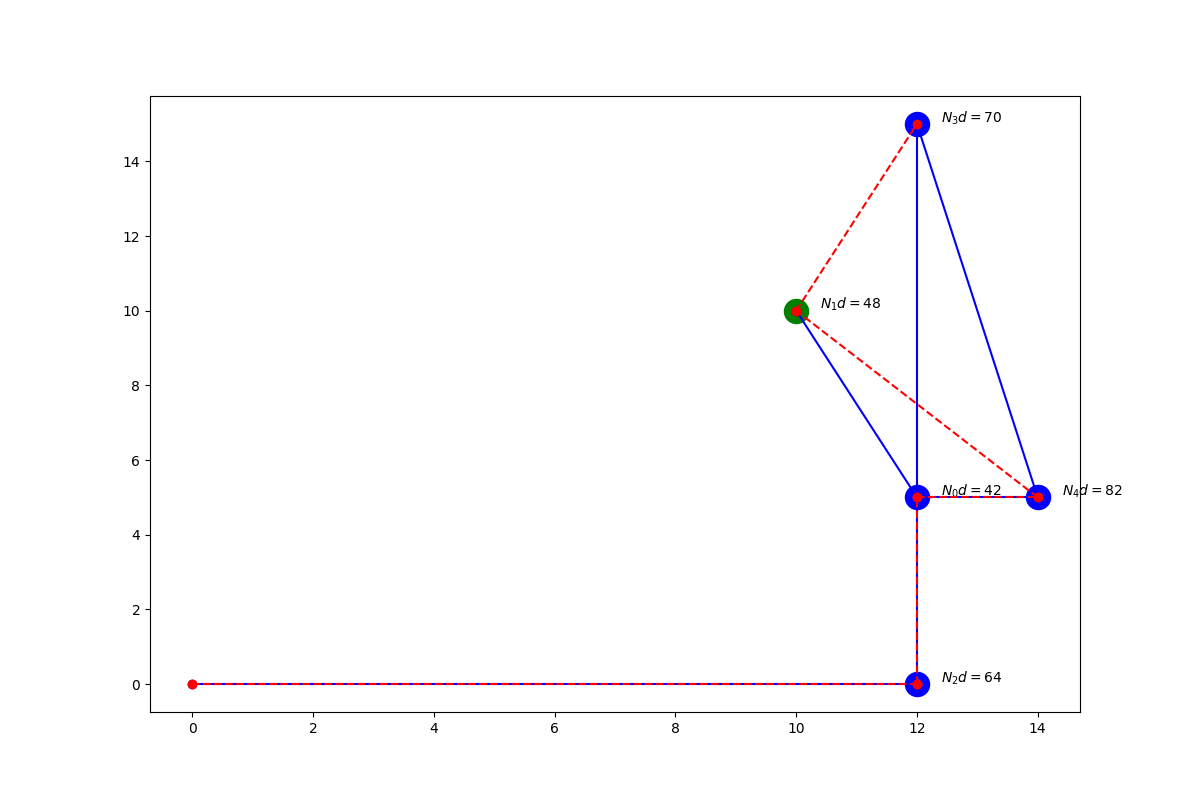 N₃d = 70
14
12
N₁d = 48
10
8
6
N₀d = 42
N₄d = 82
4
2
N₂d = 64
0
0 2 4 6 8 10 12 14